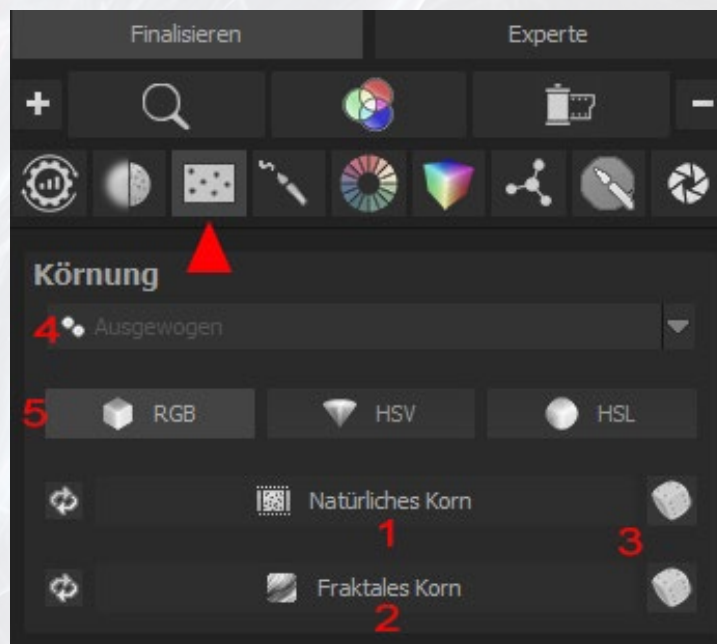 Finalisieren Experte
Körnung
4 Ausgewogen
5 RGB HSV HSL
Natürliches Korn
1
3
Fraktales Korn
2